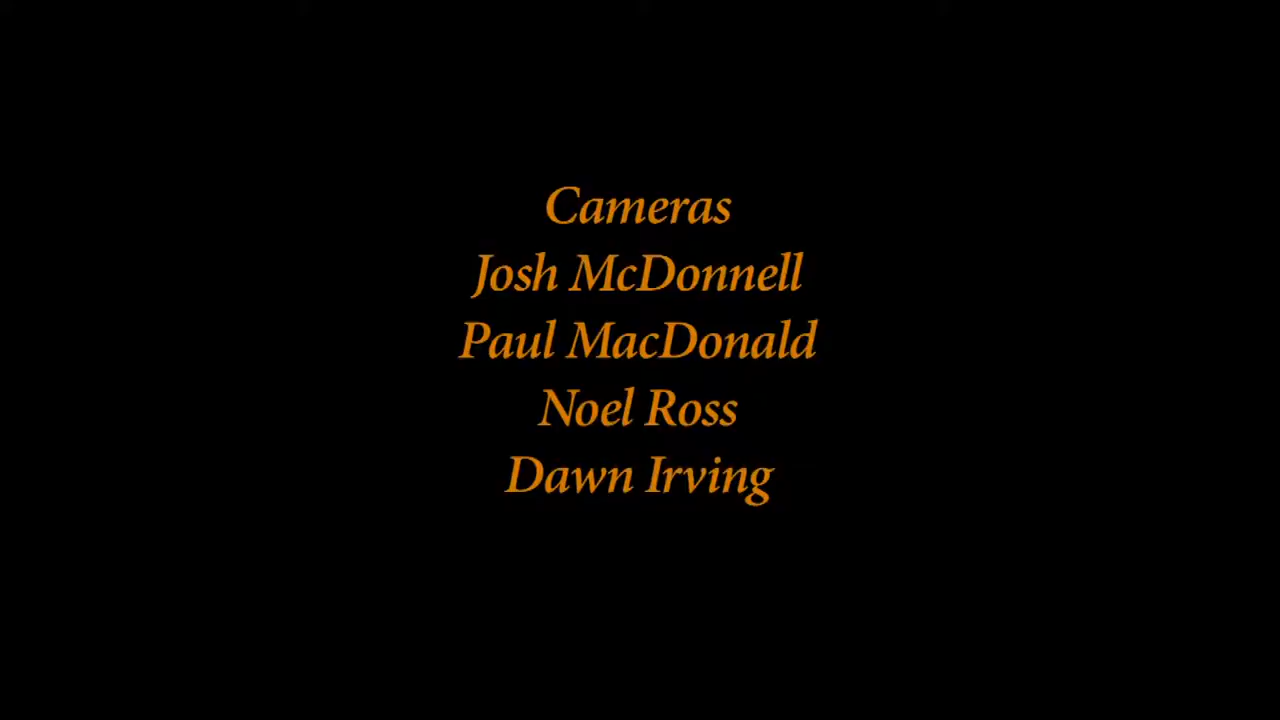 Cameras
Josh McDonnell
Paul MacDonald
Noel Ross
Dawn Irving